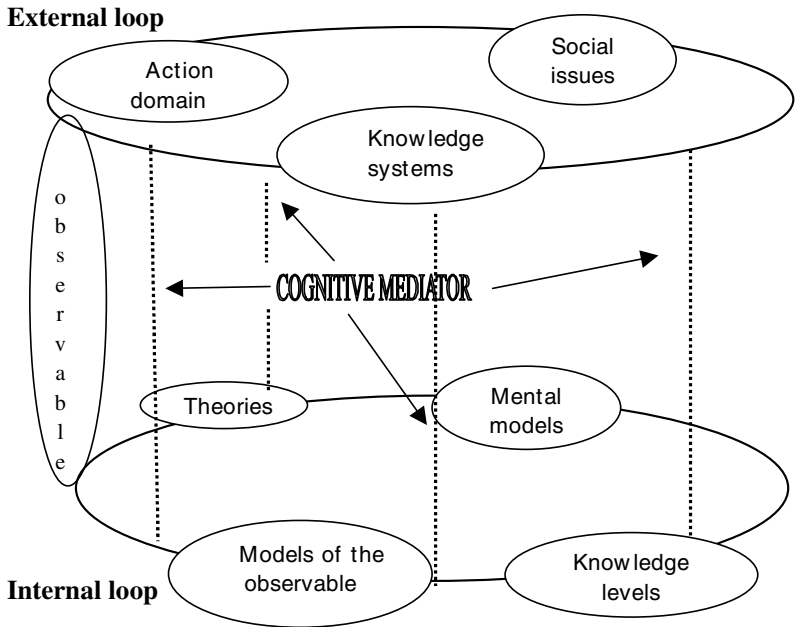 External loop
Action
domain
Social
issues
Knowledge
systems
observable
COGNITIVE MEDIATOR
Theories
Mental
models
Models of the
observable
Knowledge
levels
Internal loop